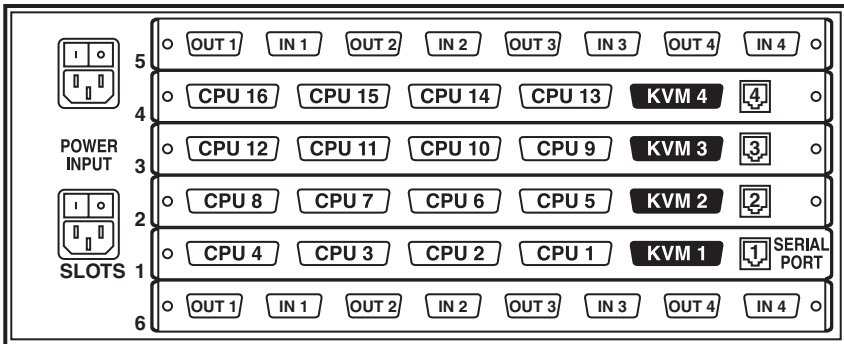 OUT 1 IN 1 OUT 2 IN 2 OUT 3 IN 3 OUT 4 IN 4
5
CPU 16 CPU 15 CPU 14 CPU 13 KVM 4 4
4
POWER
INPUT
CPU 12 CPU 11 CPU 10 CPU 9 KVM 3 3
3
CPU 8 CPU 7 CPU 6 CPU 5 KVM 2 2
2
CPU 4 CPU 3 CPU 2 CPU 1 KVM 1 1 SERIAL
PORT
SLOTS 1
OUT 1 IN 1 OUT 2 IN 2 OUT 3 IN 3 OUT 4 IN 4
6